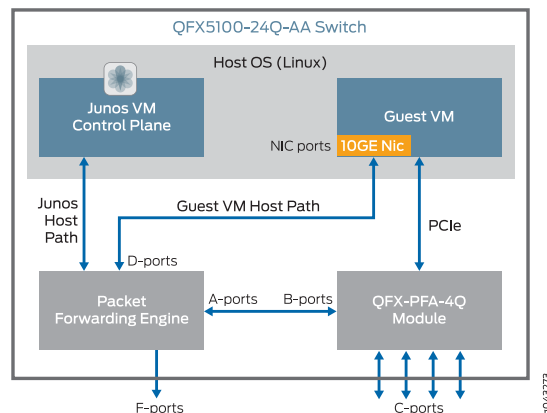 QFX5100-24Q-AA Switch
Host OS (Linux)
Junos VM
Control Plane
Guest VM
NIC ports
10GE Nic
Junos
Host
Path
Guest VM Host Path
PCIe
D-ports
Packet
Forwarding Engine
A-ports
B-ports
QFX-PFA-4Q
Module
F-ports
C-ports